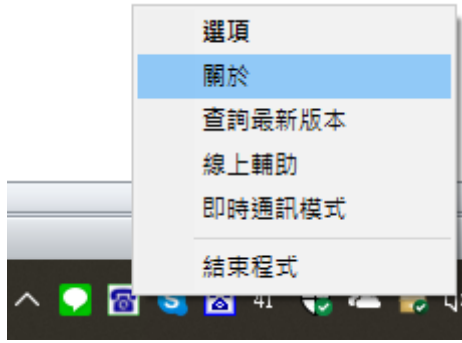 選項
關於
查詢最新版本
線上輔助
即時通訊模式
結束程式
41